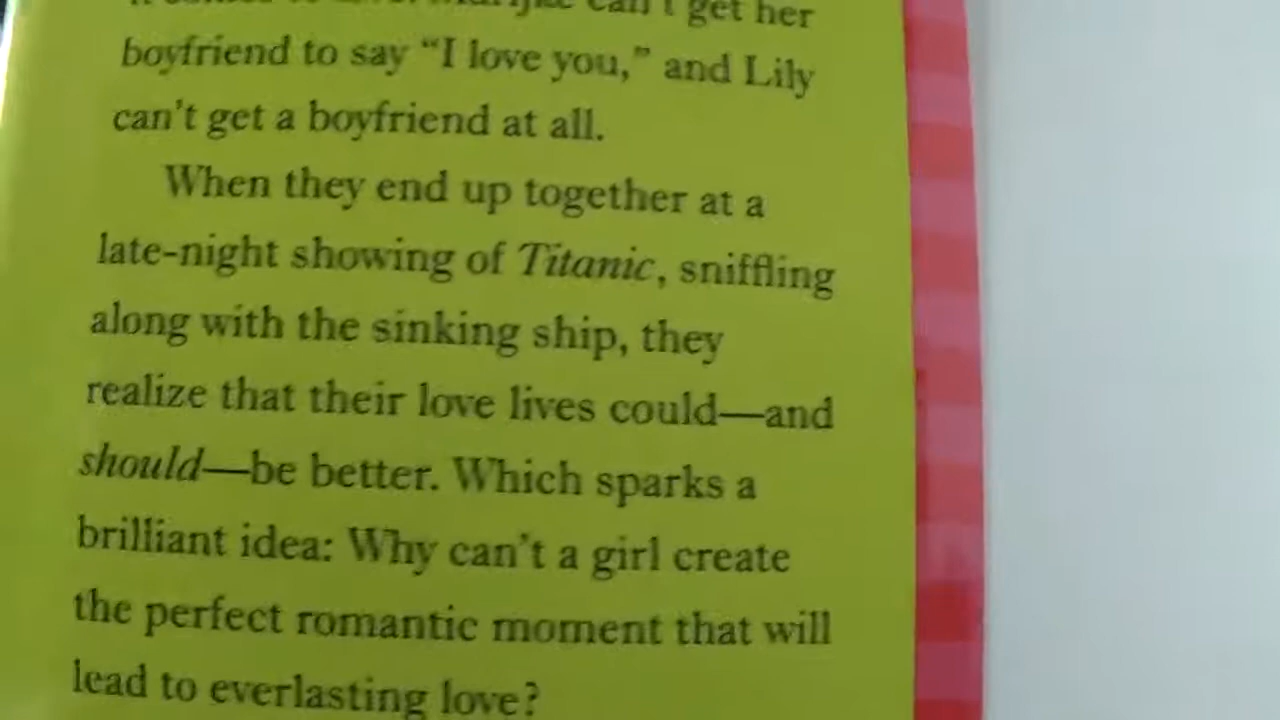 can't get her
boyfriend to say “I love you,” and Lily
can't get a boyfriend at all.
When they end up together at a
late-night showing of Titanic, sniffling
along with the sinking ship, they
realize that their love lives could—and
should—be better. Which sparks a
brilliant idea: Why can't a girl create
the perfect romantic moment that will
lead to everlasting love?